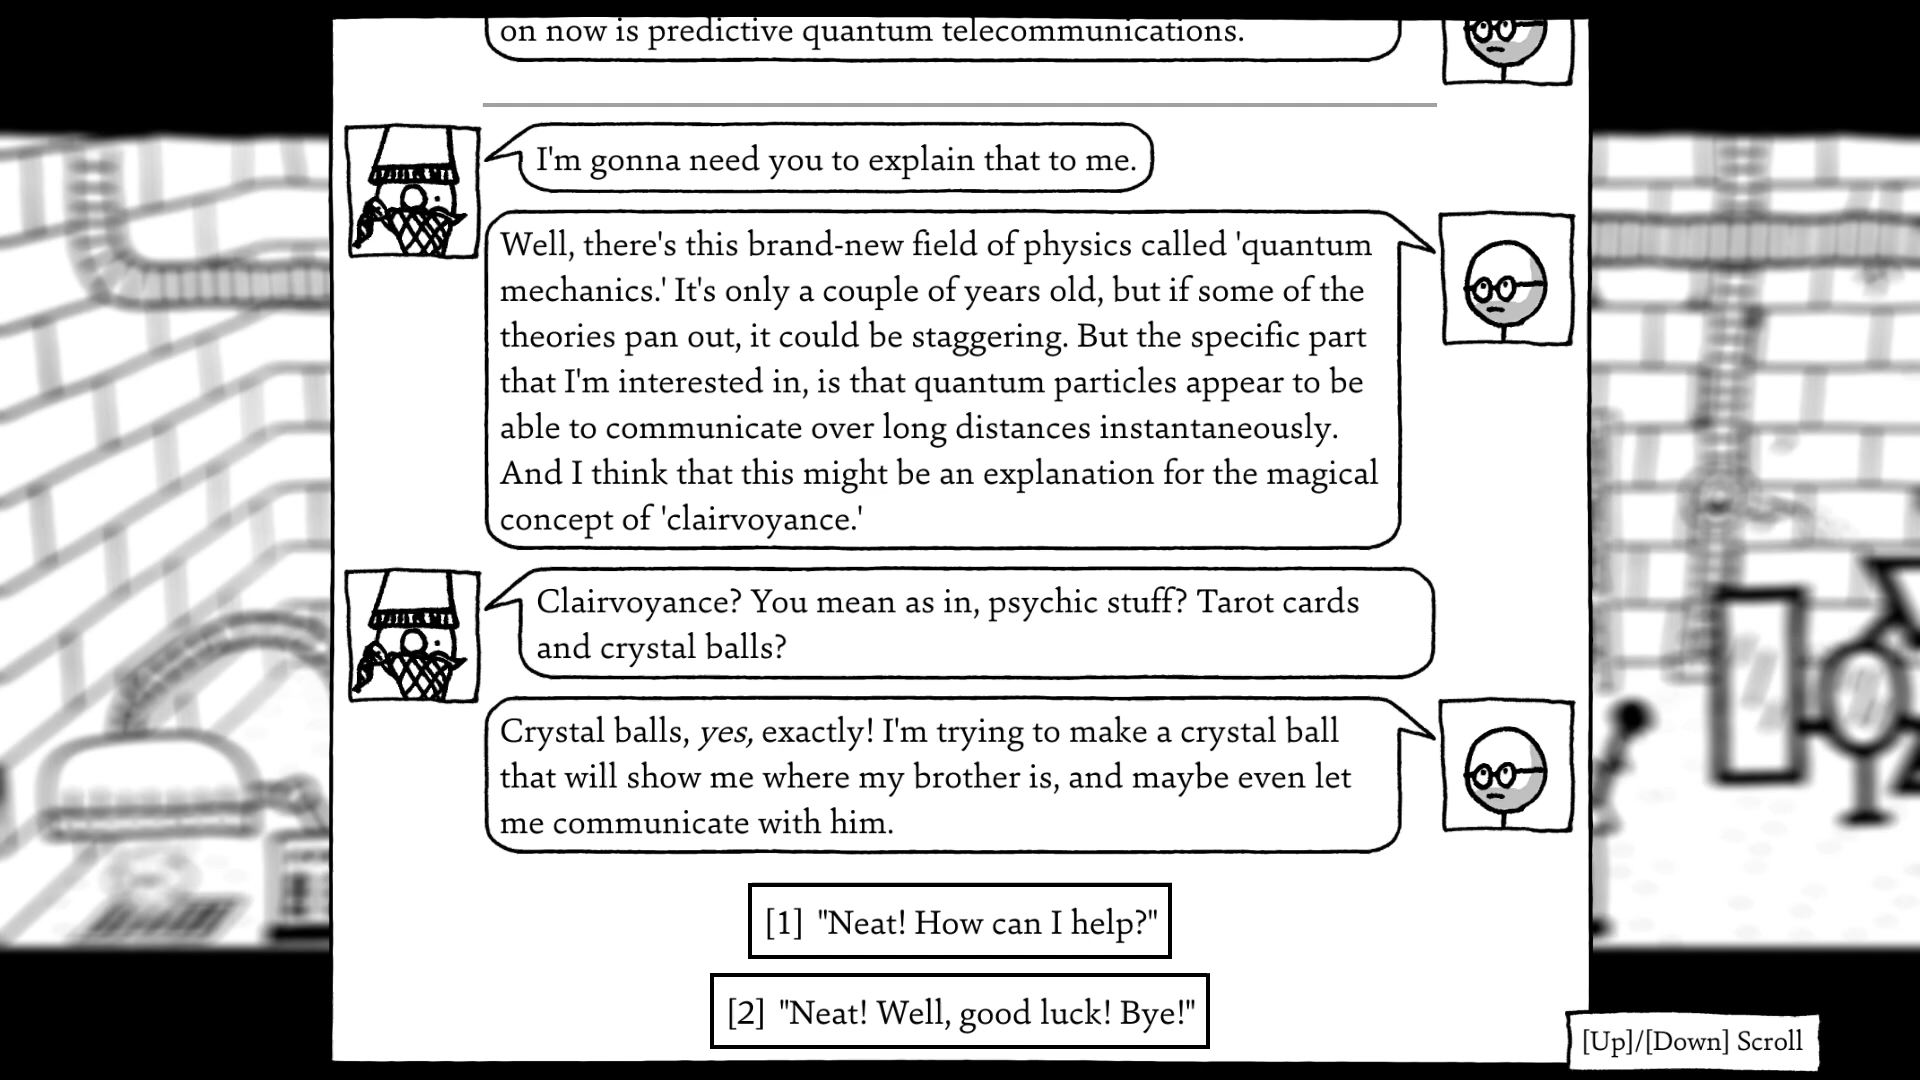 on now is predictive quantum telecommunications.
I'm gonna need you to explain that to me.
Well, there's this brand-new field of physics called 'quantum
mechanics.' It's only a couple of years old, but if some of the
theories pan out, it could be staggering. But the specific part
that I'm interested in, is that quantum particles appear to be
able to communicate over long distances instantaneously.
And I think that this might be an explanation for the magical
concept of 'clairvoyance.'
Clairvoyance? You mean as in, psychic stuff? Tarot cards
and crystal balls?
Crystal balls, yes, exactly! I'm trying to make a crystal ball
that will show me where my brother is, and maybe even let
me communicate with him.
[1] "Neat! How can I help?"
[2] "Neat! Well, good luck! Bye!"
[Up]/[Down] Scroll